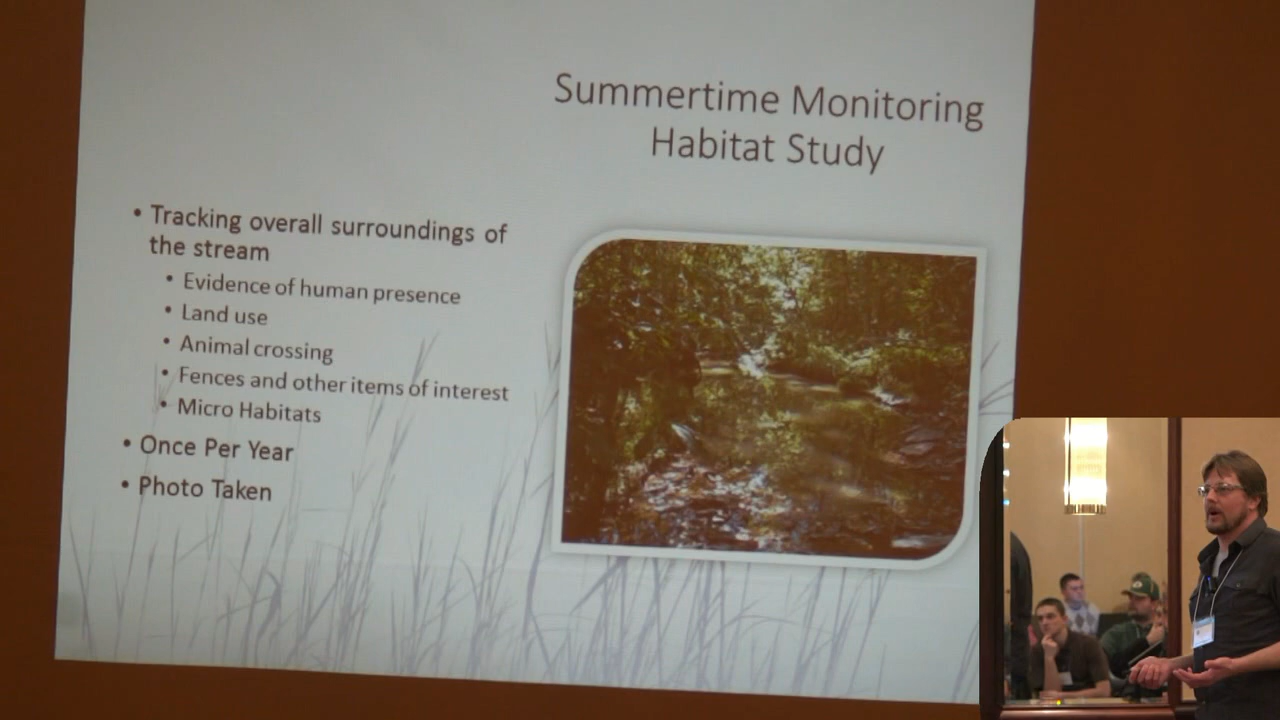 Summertime Monitoring
Habitat Study
• Tracking overall surroundings of
the stream
• Evidence of human presence
• Land use
• Animal crossing
• Fences and other items of interest
• Micro Habitats
• Once Per Year
• Photo Taken